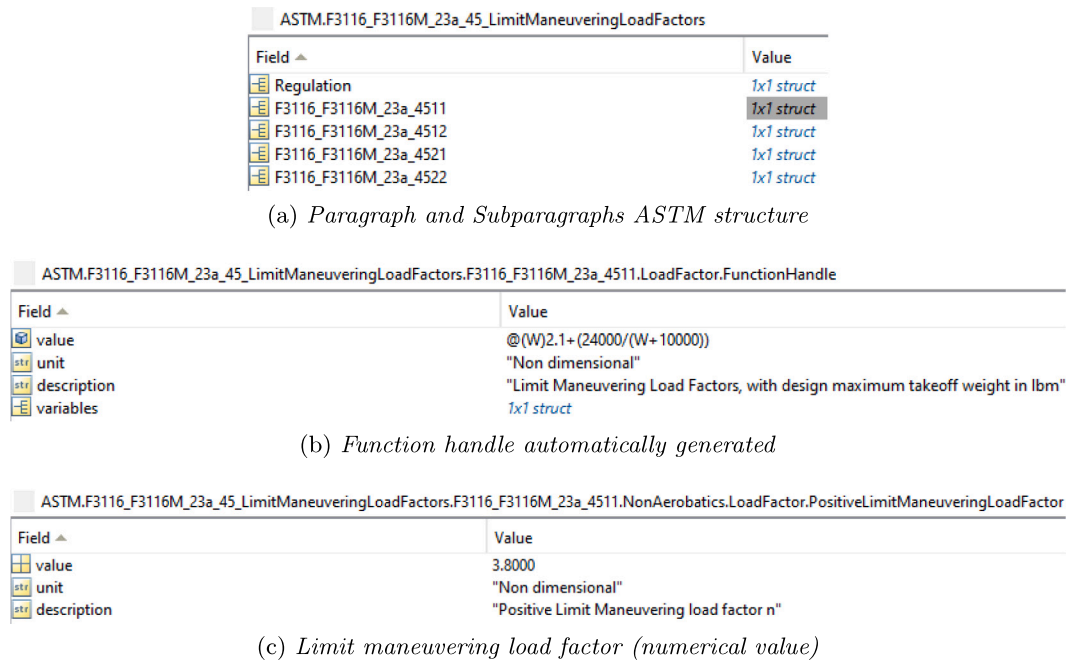 ASTM.F3116_F3116M_23a_45_LimitManeuveringLoadFactors
Field Value
Regulation 1x1 struct
F3116_F3116M_23a_4511 1x1 struct
F3116_F3116M_23a_4512 1x1 struct
F3116_F3116M_23a_4521 1x1 struct
F3116_F3116M_23a_4522 1x1 struct
(a) Paragraph and Subparagraphs ASTM structure
ASTM.F3116_F3116M_23a_45_LimitManeuveringLoadFactors.F3116_F3116M_23a_4511.LoadFactor.FunctionHandle
Field Value
value @(W)2.1+(24000/(W+10000))
str unit "Non dimensional"
str description "Limit Maneuvering Load Factors, with design maximum takeoff weight in lbm"
variables 1x1 struct
(b) Function handle automatically generated
ASTM.F3116_F3116M_23a_45_LimitManeuveringLoadFactors.F3116_F3116M_23a_4511.NonAerobatics.LoadFactor.PositiveLimitManeuveringLoadFactor
Field Value
value 3.8000
str unit "Non dimensional"
str description "Positive Limit Maneuvering load factor n"
(c) Limit maneuvering load factor (numerical value)